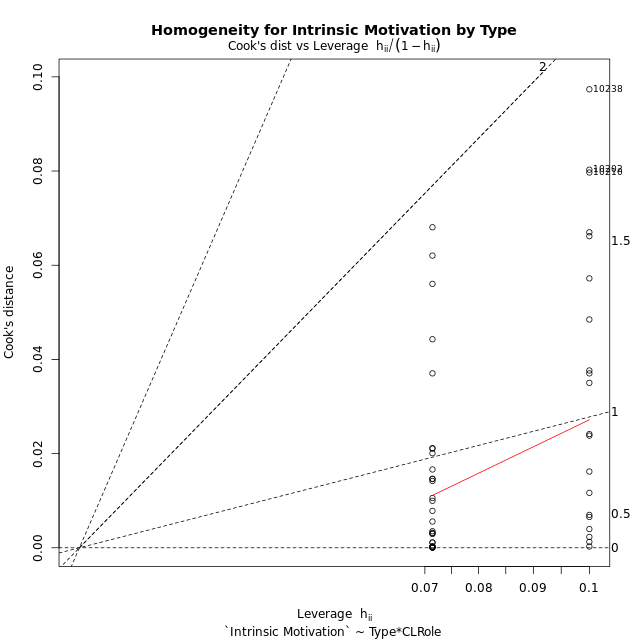 Homogeneity for Intrinsic Motivation by Type
Cook's dist vs Leverage hii/(1−hii)
2
10238
10216
1.5
1
0.5
0
0.10
0.08
0.06
0.04
0.02
0.00
Cook's distance
0.07 0.08 0.09 0.1
Leverage hii
`Intrinsic Motivation` ~ Type*CLRole